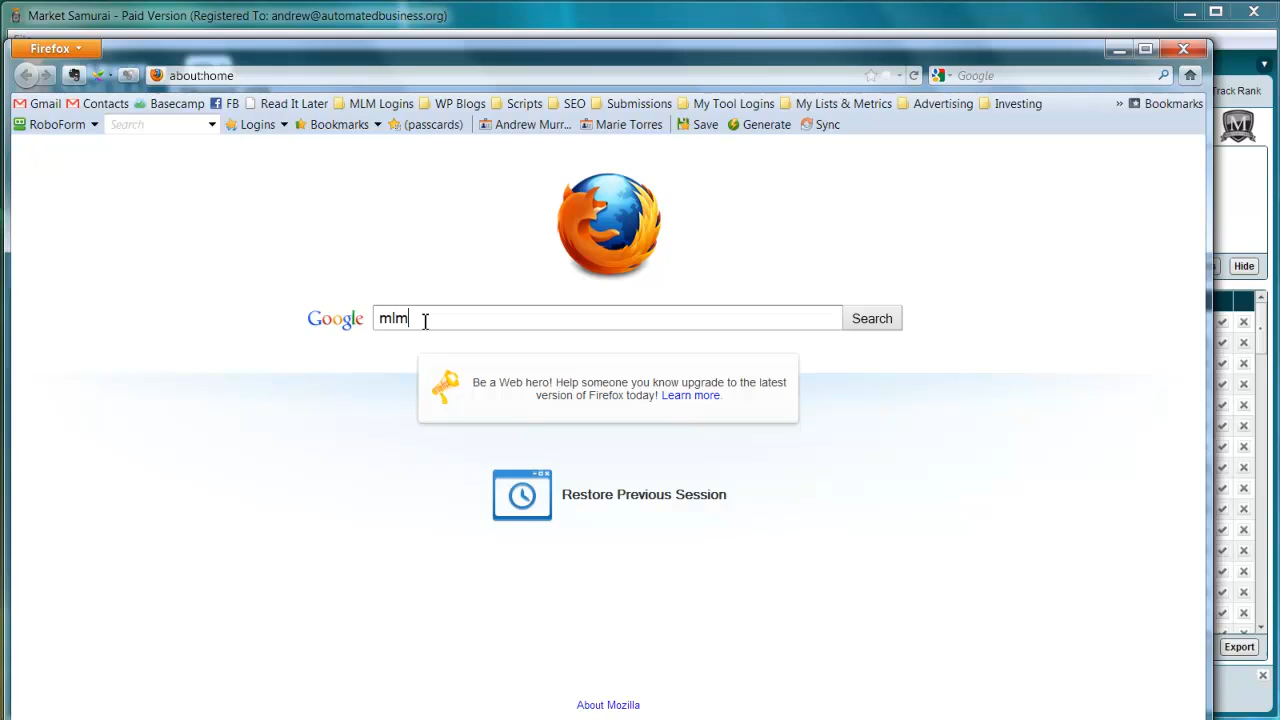 Market Samurai - Paid Version (Registered To: andrew@automatedbusiness.org)
Firefox
about:home
Google
Gmail Contacts Basecamp FB Read It Later MLM Logins WP Blogs Scripts SEO Submissions My Tool Logins My Lists & Metrics Advertising Investing » Bookmarks
Track Rank
RoboForm Search Logins Bookmarks (passcards) Andrew Murr... Marie Torres Save Generate Sync
M
Google mlm Search
Hide
Be a Web hero! Help someone you know upgrade to the latest
version of Firefox today! Learn more.
Restore Previous Session
Export
About Mozilla